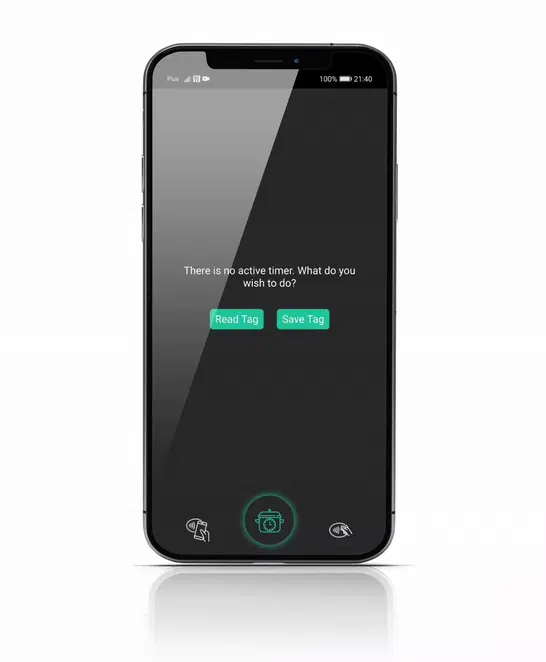 Plus
100% 21:40
There is no active timer. What do you
wish to do?
Read Tag Save Tag